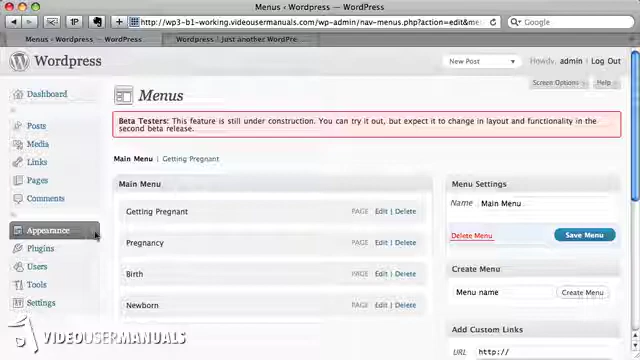 Menus ‹ WordPress — WordPress
http://wp3-b1-working.videousermanuals.com/wp-admin/nav-menus.php?action=edit&me
Google
Menus ‹ WordPress — WordPress
Wordpress | Just another WordPre...
Wordpress
New Post
Howdy, admin | Log Out
Screen Options
Help
Dashboard
Posts
Media
Links
Pages
Comments
Appearance
Plugins
Users
Tools
Settings
Menus
Beta Testers: This feature is still under construction. You can try it out, but expect it to change in layout and functionality in
the second beta release.
Main Menu | Getting Pregnant
Main Menu
Getting Pregnant PAGE Edit | Delete
Pregnancy PAGE Edit | Delete
Birth PAGE Edit | Delete
Newborn PAGE Edit | Delete
Menu Settings
Name Main Menu
Delete Menu Save Menu
Create Menu
Menu name Create Menu
Add Custom Links
URL http://
VIDEOUSERMANUALS